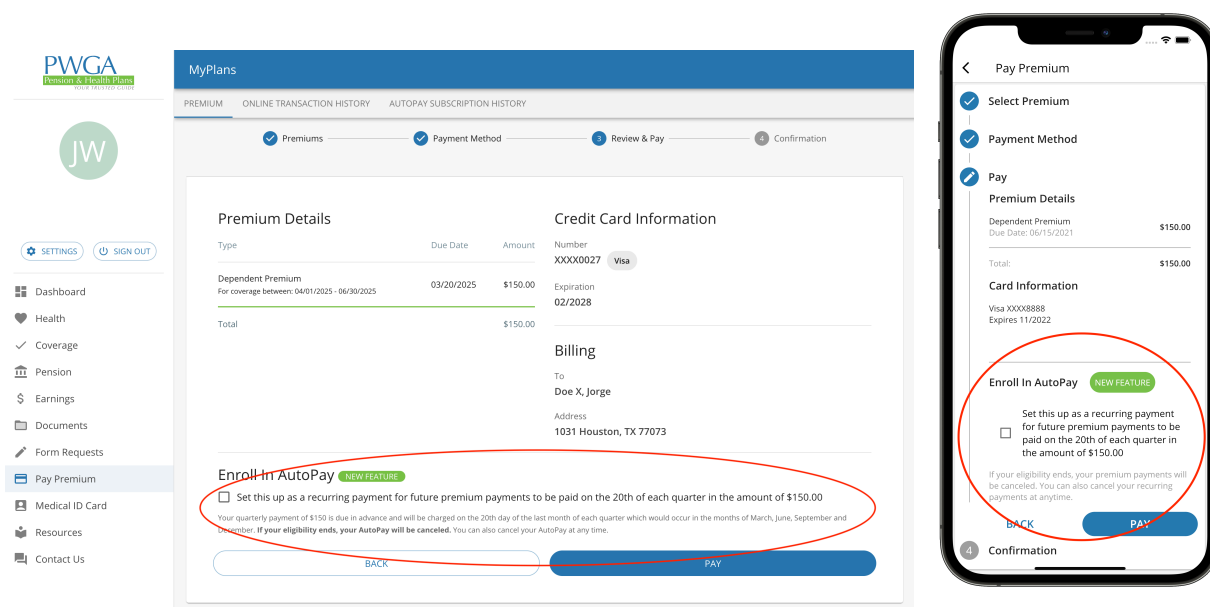 PWGA
Pension & Health Plans
YOUR TRUSTED GUIDE
JW
SETTINGS
SIGN OUT
Dashboard
Health
Coverage
Pension
Earnings
Documents
Form Requests
Pay Premium
Medical ID Card
Resources
Contact Us
MyPlans
PREMIUM ONLINE TRANSACTION HISTORY AUTOPAY SUBSCRIPTION HISTORY
Premiums Payment Method 3 Review & Pay 4 Confirmation
Premium Details
Type Due Date Amount
Dependent Premium
For coverage between: 04/01/2025 - 06/30/2025
03/20/2025 $150.00
Total $150.00
Credit Card Information
Number
XXXX0027 Visa
Expiration
02/2028
Billing
To
Doe X, Jorge
Address
1031 Houston, TX 77073
Enroll In AutoPay NEW FEATURE
Set this up as a recurring payment for future premium payments to be paid on the 20th of each quarter in the amount of $150.00
Your quarterly payment of $150 is due in advance and will be charged on the 20th day of the last month of each quarter which would occur in the months of March, June, September and
December. If your eligibility ends, your AutoPay will be canceled. You can also cancel your AutoPay at any time.
BACK PAY
Pay Premium
Select Premium
Payment Method
Pay
Premium Details
Dependent Premium
Due Date: 06/15/2021
$150.00
Total: $150.00
Card Information
Visa XXXX8888
Expires 11/2022
Enroll In AutoPay NEW FEATURE
Set this up as a recurring payment
for future premium payments to be
paid on the 20th of each quarter in
the amount of $150.00
If your eligibility ends, your premium payments will
be canceled. You can also cancel your recurring
payments at anytime.
BACK PAY
4 Confirmation